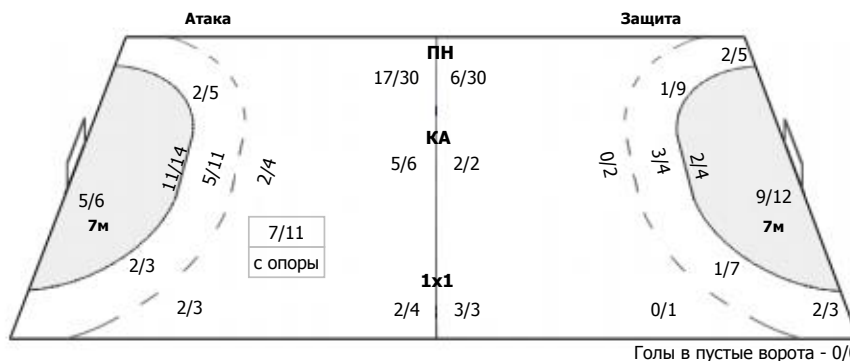 Атака Защита
ПН
17/30 6/30
2/5
2/5 1/9
КА
5/6 2/2
11/14 5/11 2/4
0/2 3/4 2/4
5/6
7м
9/12
7м
7/11
с опоры
2/3 1/7
1х1
2/3 2/4 3/3 0/1 2/3
Голы в пустые ворота - 0/